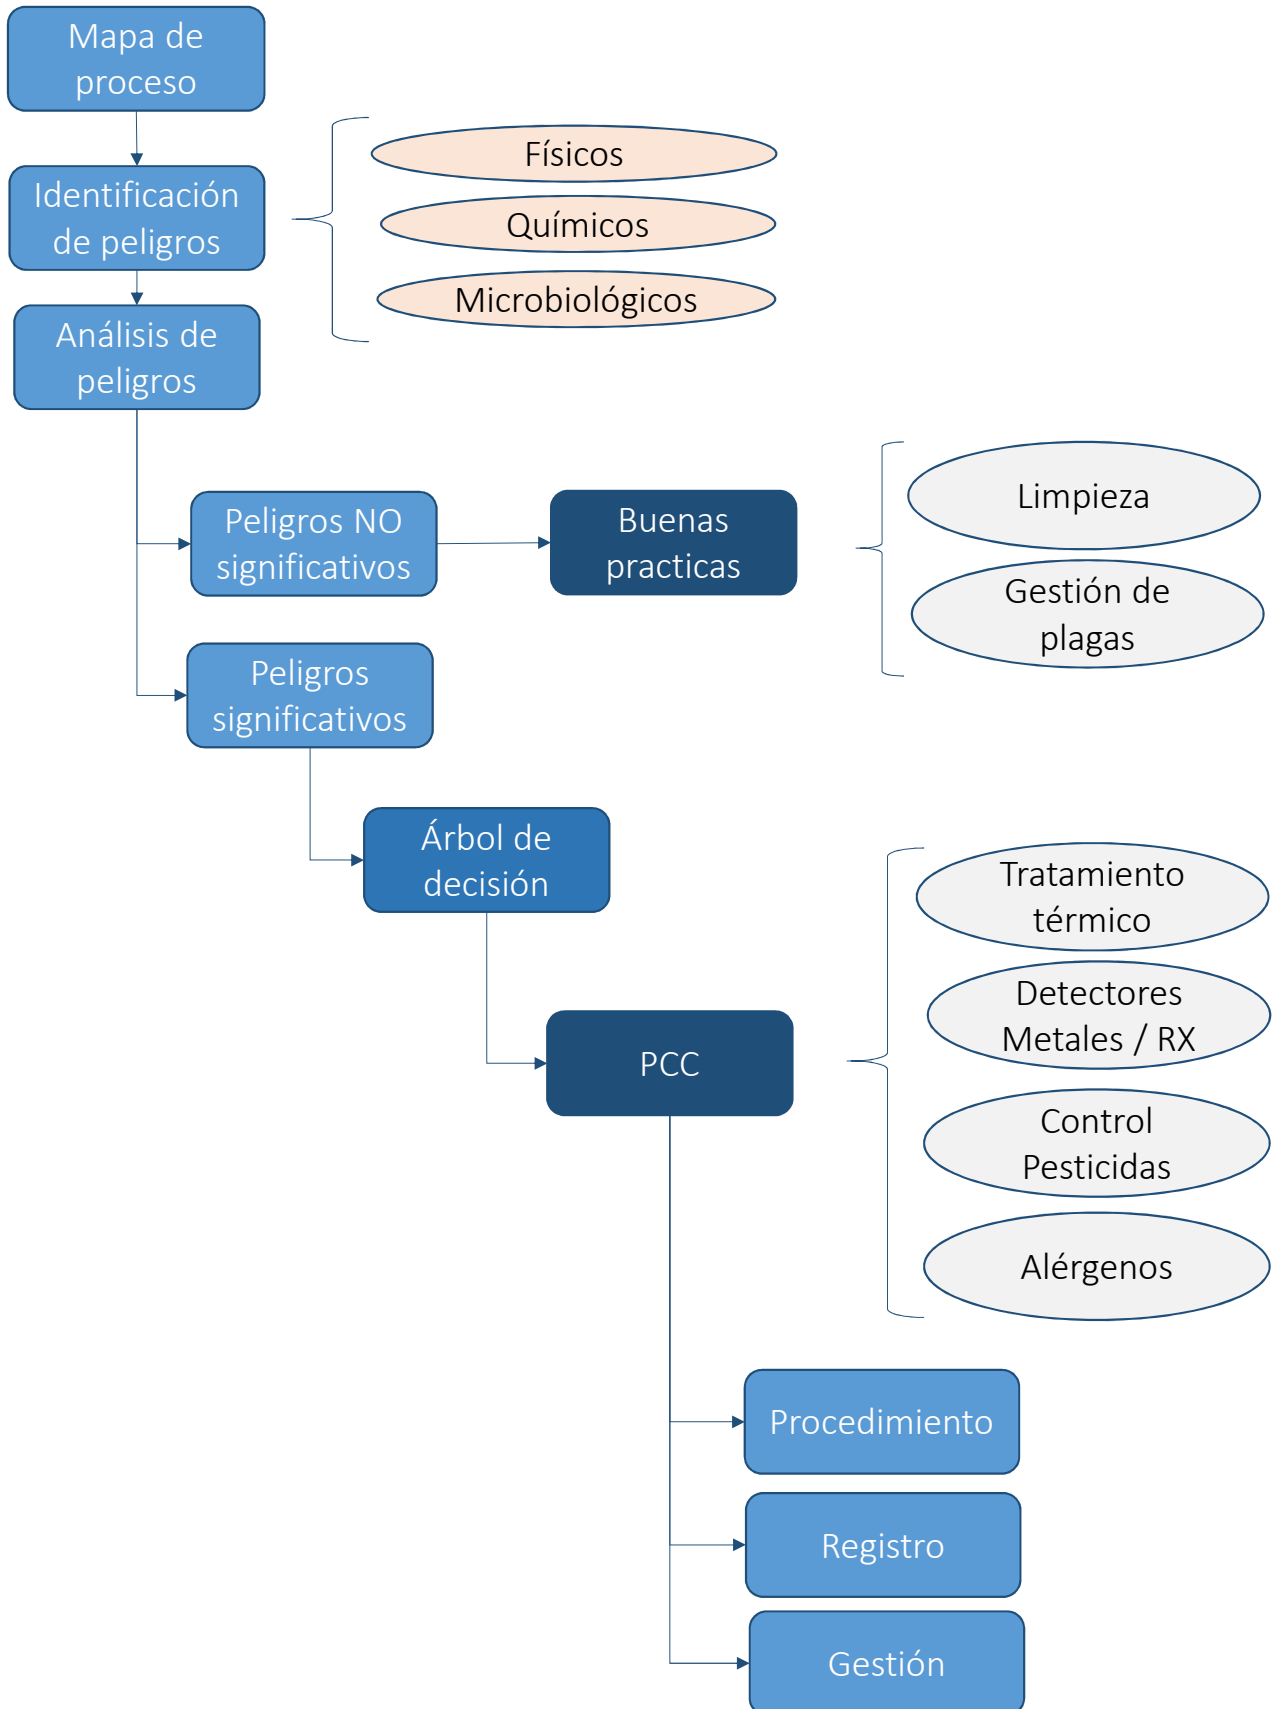 Mapa de
proceso
Identificación
de peligros
Físicos
Químicos
Microbiológicos
Análisis de
peligros
Peligros NO
significativos
Buenas
practicas
Limpieza
Gestión de
plagas
Peligros
significativos
Árbol de
decisión
PCC
Tratamiento
térmico
Detectores
Metales / RX
Control
Pesticidas
Alérgenos
Procedimiento
Registro
Gestión